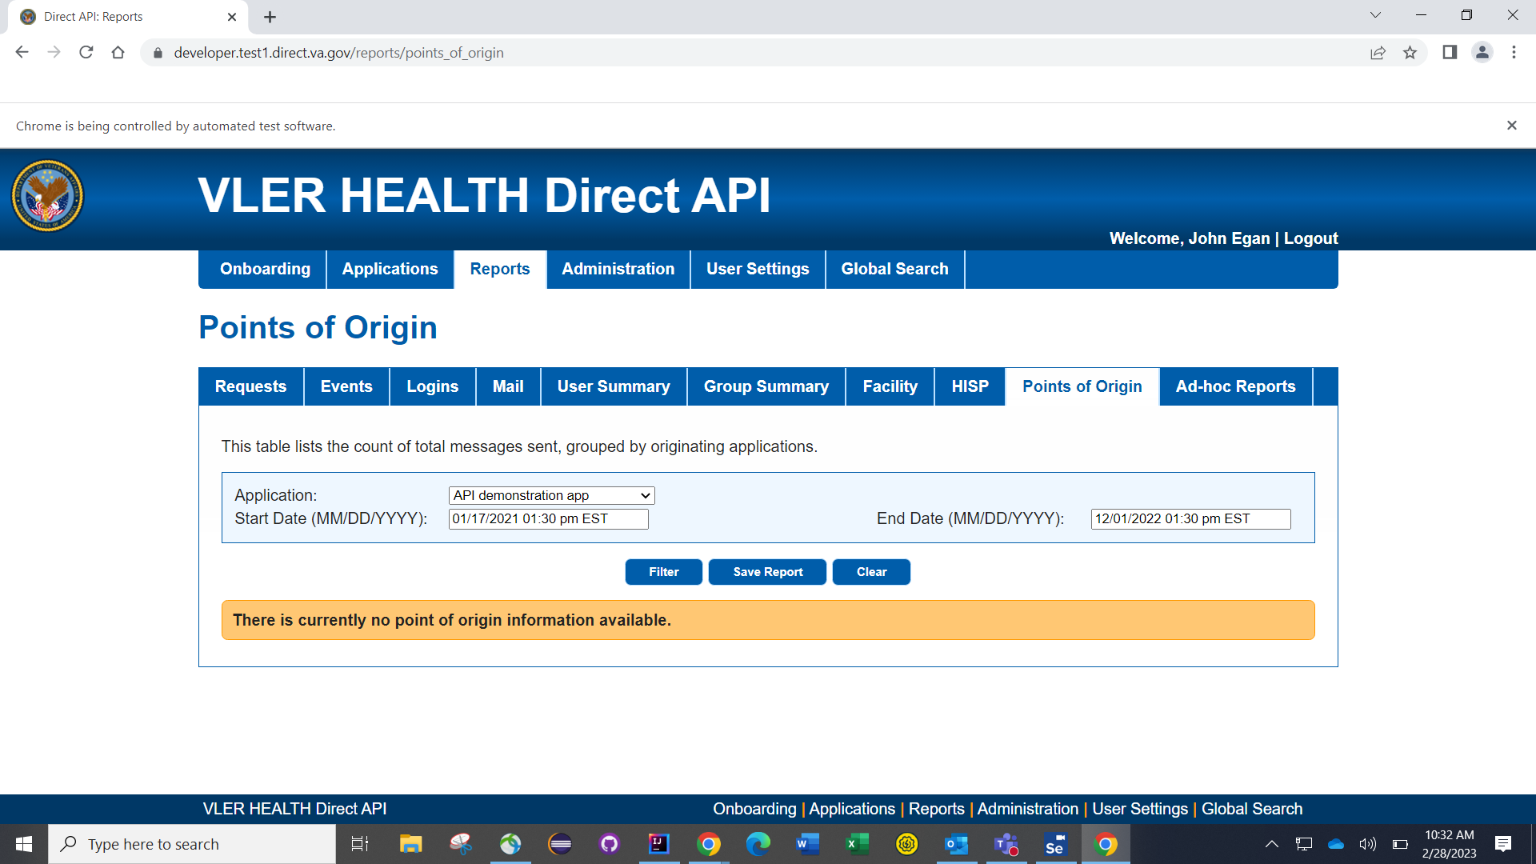 Direct API: Reports
developer.test1.direct.va.gov/reports/points_of_origin
Chrome is being controlled by automated test software.
VLER HEALTH Direct API
Welcome, John Egan | Logout
Onboarding Applications Reports Administration User Settings Global Search
Points of Origin
Requests Events Logins Mail User Summary Group Summary Facility HISP Points of Origin Ad-hoc Reports
This table lists the count of total messages sent, grouped by originating applications.
Application: API demonstration app
Start Date (MM/DD/YYYY): 01/17/2021 01:30 pm EST End Date (MM/DD/YYYY): 12/01/2022 01:30 pm EST
Filter Save Report Clear
There is currently no point of origin information available.
VLER HEALTH Direct API Onboarding | Applications | Reports | Administration | User Settings | Global Search
Type here to search
10:32 AM
2/28/2023